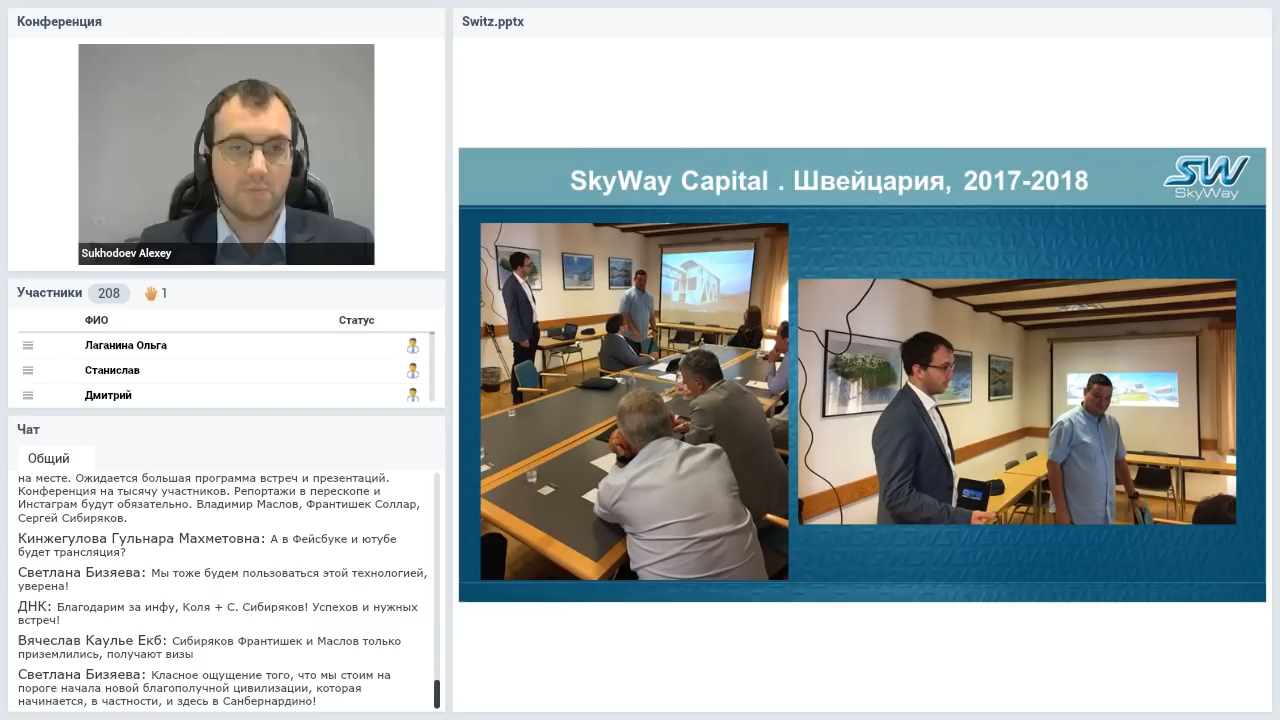 Конференция
Sukhodoev Alexey
Участники 208 1
ФИО Статус
Лаганина Ольга
Станислав
Дмитрий
Чат
Общий
на месте. Ожидается большая программа встреч и презентаций.
Конференция на тысячу участников. Репортажи в перескопе и
Инстаграм будут обязательно. Владимир Маслов, Франтишек Соллар,
Сергей Сибиряков.
Кинжегулова Гульнара Махметовна: А в Фейсбуке и ютубе
будет трансляция?
Светлана Бизяева: Мы тоже будем пользоваться этой технологией,
уверена!
ДНК: Благодарим за инфу, Коля + С. Сибиряков! Успехов и нужных
встреч!
Вячеслав Каулье Екб: Сибиряков Франтишек и Маслов только
приземлились, получают визы
Светлана Бизяева: Класное ощущение того, что мы стоим на
пороге начала новой благополучной цивилизации, которая
начинается, в частности, и здесь в Санбернардино!
Switz.pptx
SkyWay Capital . Швейцария, 2017-2018
SW
SkyWay